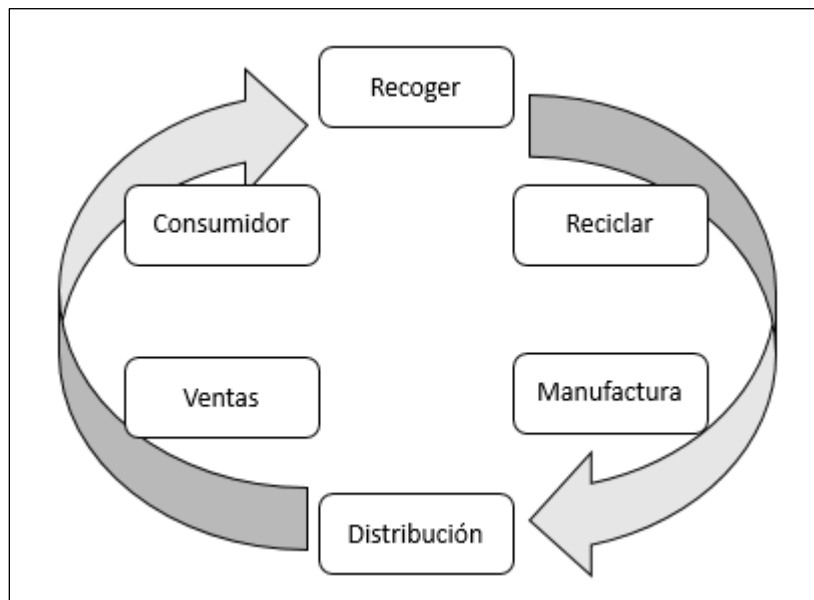 Recoger
Consumidor
Reciclar
Ventas
Manufactura
Distribución